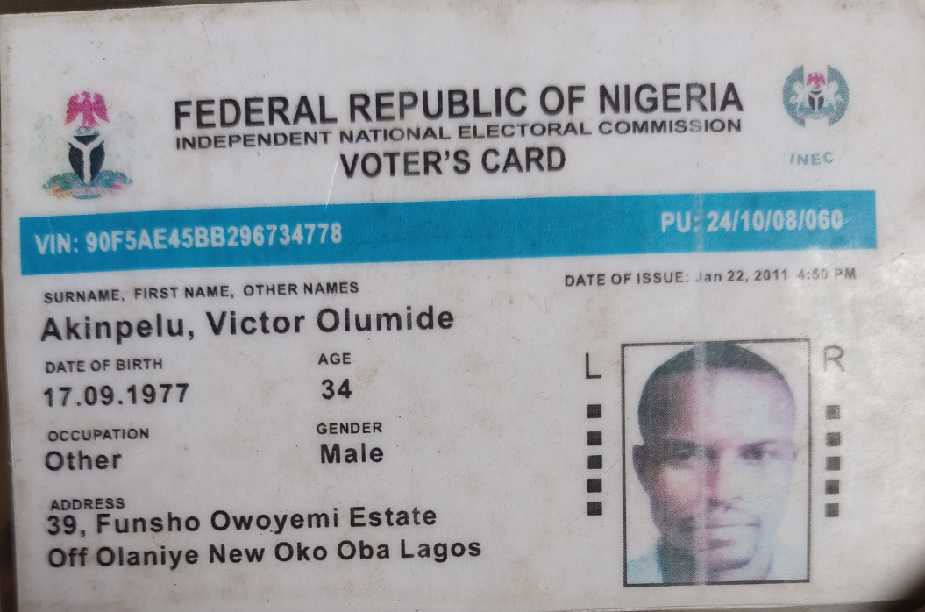 FEDERAL REPUBLIC OF NIGERIA
INDEPENDENT NATIONAL ELECTORAL COMMISSION
VOTER'S CARD
INEC
VIN: 90F5AE45BB296734778
PU: 24/10/08/060
DATE OF ISSUE: Jan 22, 2011 4:50 PM
SURNAME, FIRST NAME, OTHER NAMES
Akinpelu, Victor Olumide
DATE OF BIRTH
17.09.1977
AGE
34
OCCUPATION
Other
GENDER
Male
ADDRESS
39, Funsho Owoyemi Estate
Off Olaniye New Oko Oba Lagos
L
R